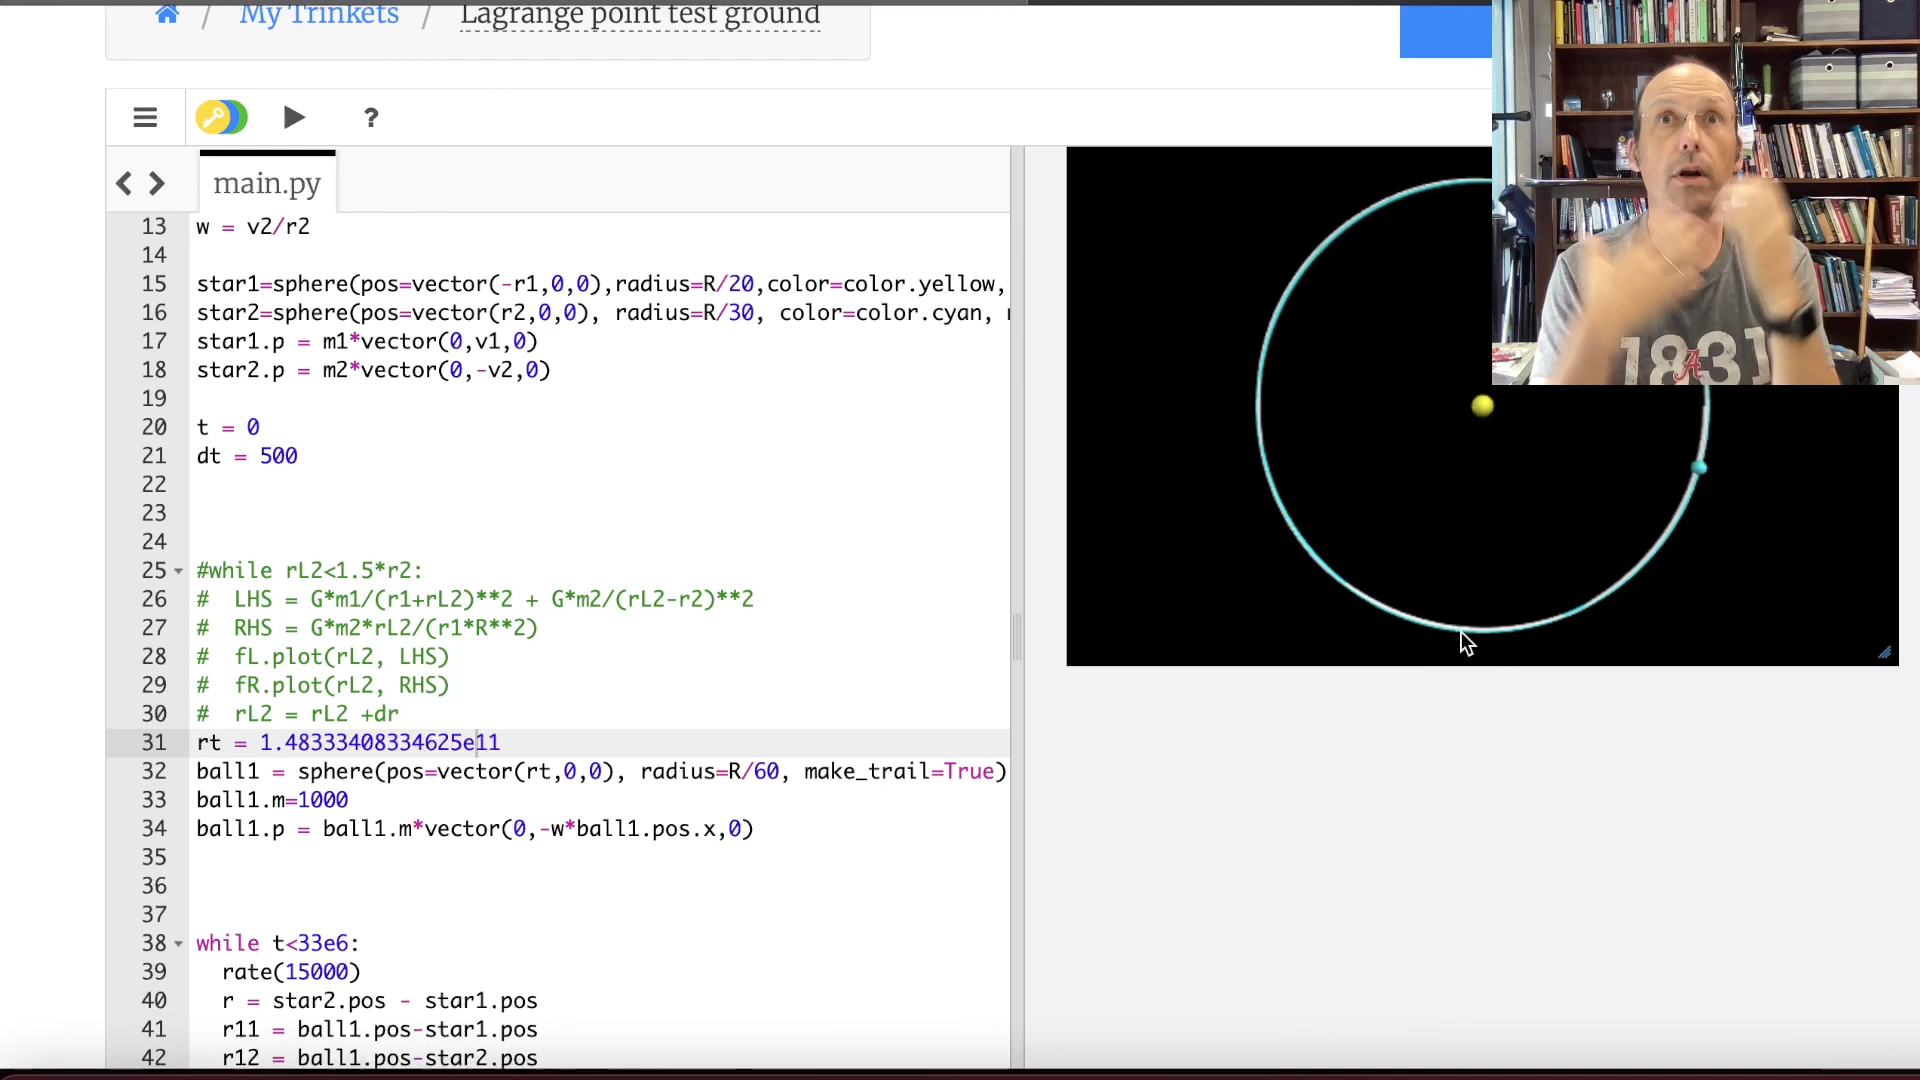 / My Trinkets / Lagrange point test ground
?
main.py
13 w = v2/r2
14
15 star1=sphere(pos=vector(-r1,0,0),radius=R/20,color=color.yellow,
16 star2=sphere(pos=vector(r2,0,0), radius=R/30, color=color.cyan,
17 star1.p = m1*vector(0,v1,0)
18 star2.p = m2*vector(0,-v2,0)
19
20 t = 0
21 dt = 500
22
23
24
25 #while rL2<1.5*r2:
26 #  LHS = G*m1/(r1+rL2)**2 + G*m2/(rL2-r2)**2
27 #  RHS = G*m2*rL2/(r1*R**2)
28 #  fL.plot(rL2, LHS)
29 #  fR.plot(rL2, RHS)
30 #  rL2 = rL2 +dr
31 rt = 1.48333408334625e11
32 ball1 = sphere(pos=vector(rt,0,0), radius=R/60, make_trail=True)
33 ball1.m=1000
34 ball1.p = ball1.m*vector(0,-w*ball1.pos.x,0)
35
36
37
38 while t<33e6:
39   rate(15000)
40   r = star2.pos - star1.pos
41   r11 = ball1.pos-star1.pos
42   r12 = ball1.pos-star2.pos
1831
A